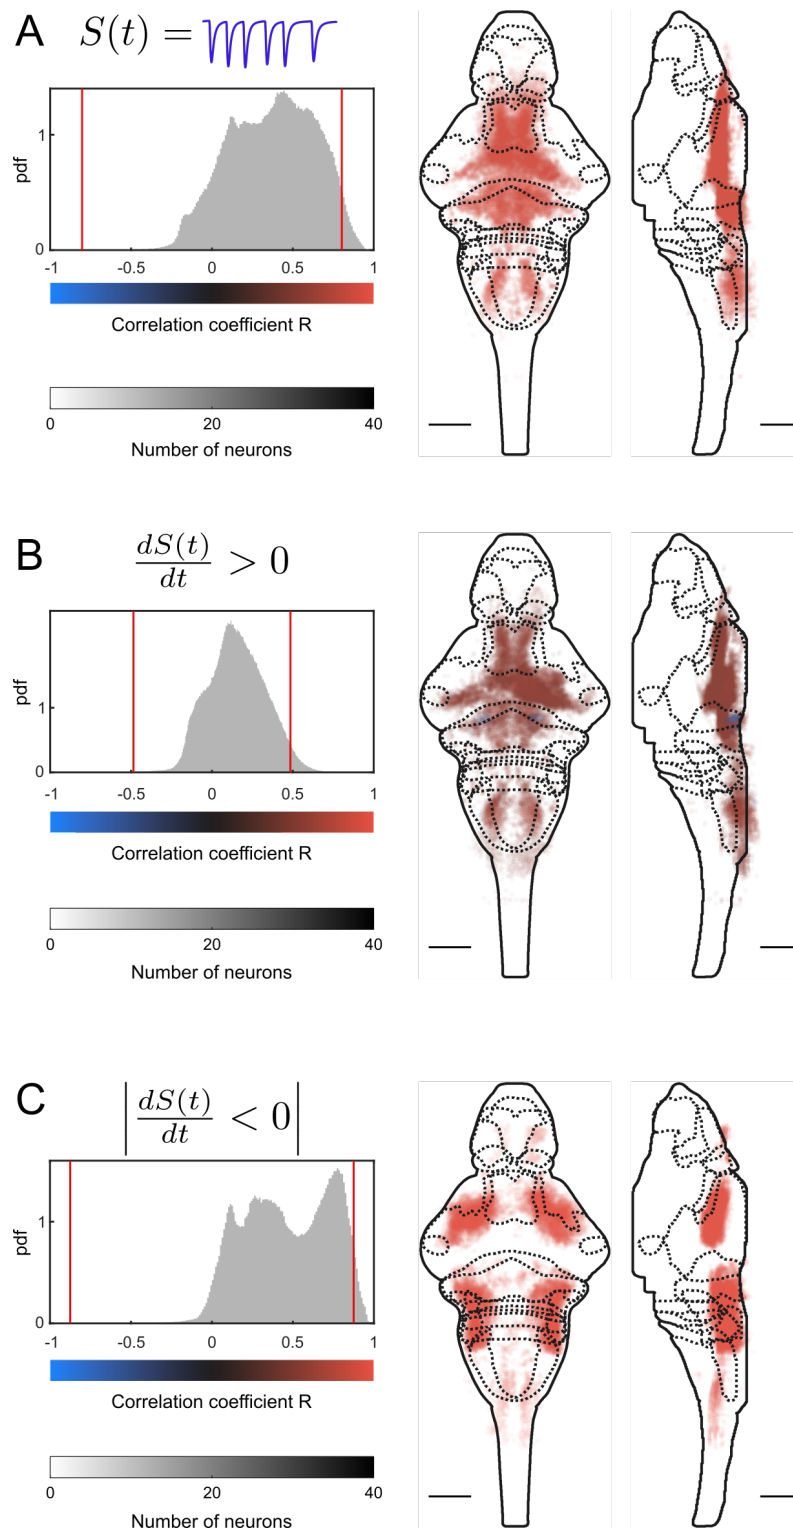 A
S(t) =
pdf
1
0
-1 -0.5 0 0.5 1
Correlation coefficient R
0 20 40
Number of neurons
B
dS(t)/dt > 0
pdf
1
0
-1 -0.5 0 0.5 1
Correlation coefficient R
0 20 40
Number of neurons
C
|dS(t)/dt < 0|
pdf
1
0
-1 -0.5 0 0.5 1
Correlation coefficient R
0 20 40
Number of neurons